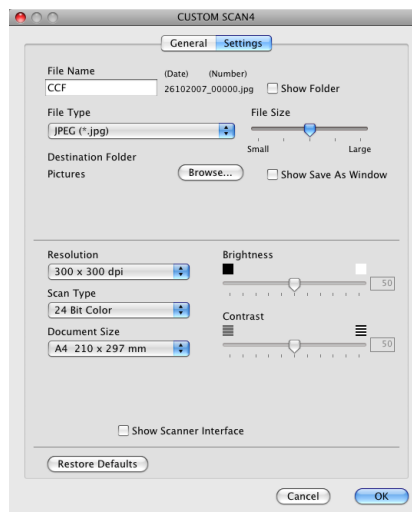 CUSTOM SCAN4
General Settings
File Name (Date) (Number)
CCF 26102007_00000.jpg Show Folder
File Type File Size
JPEG (*.jpg)
Small Large
Destination Folder
Pictures Browse... Show Save As Window
Resolution Brightness
300 x 300 dpi
50
Scan Type
24 Bit Color Contrast
Document Size
A4 210 x 297 mm 50
Show Scanner Interface
Restore Defaults
Cancel OK